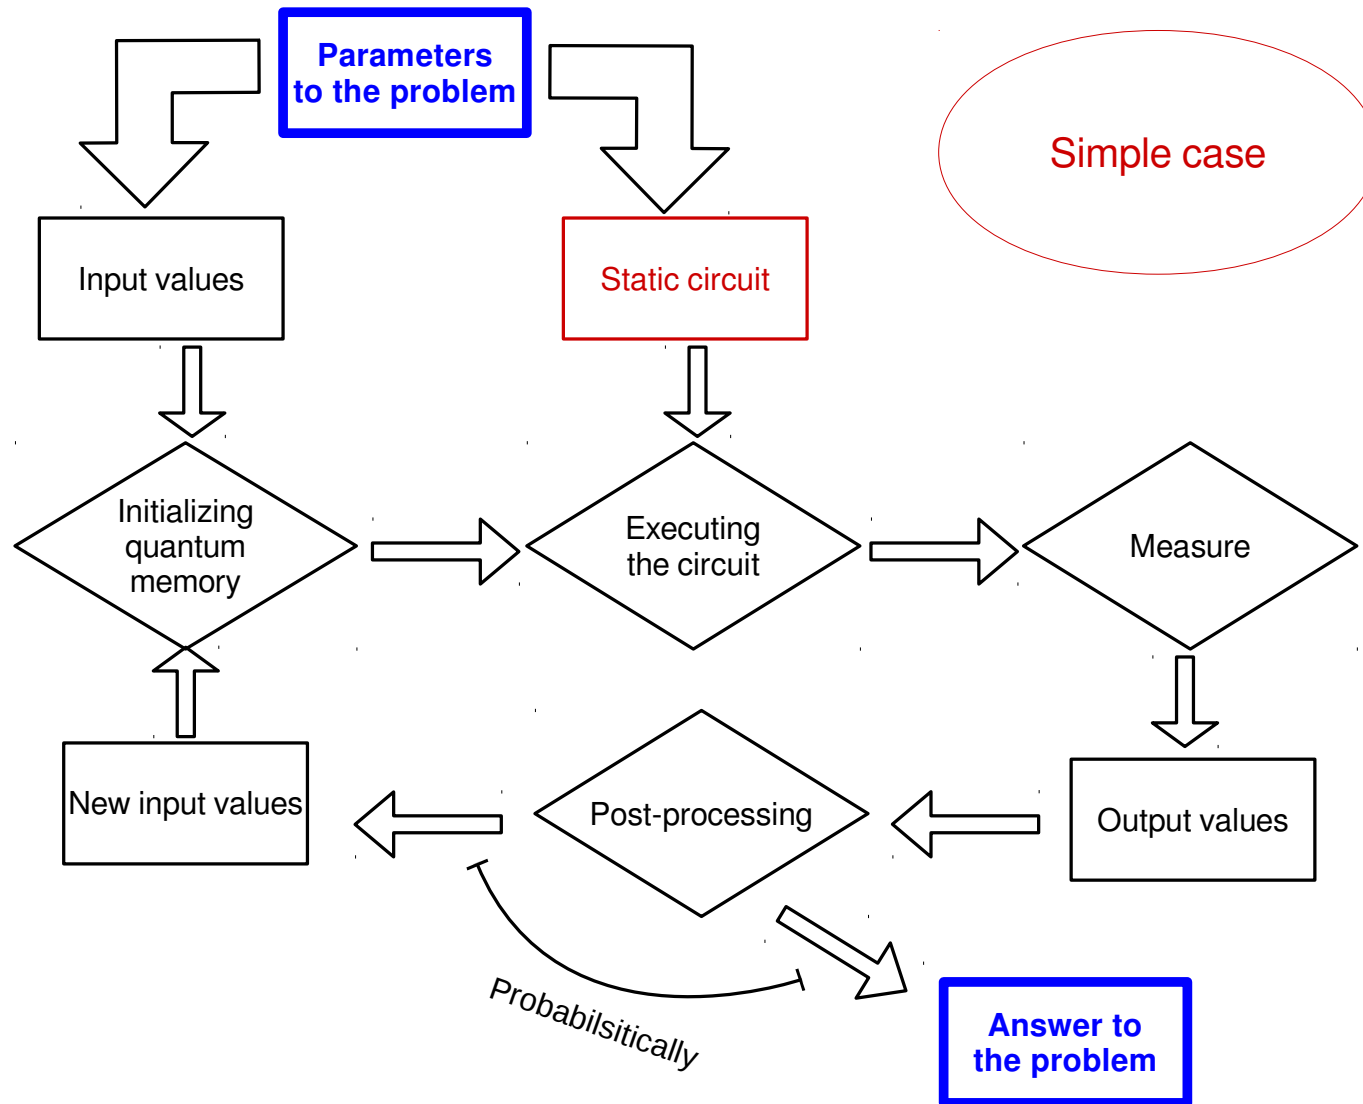 Parameters
to the problem
Simple case
Input values
Static circuit
Initializing
quantum
memory
Executing
the circuit
Measure
New input values
Post-processing
Output values
Probabilsitically
Answer to
the problem